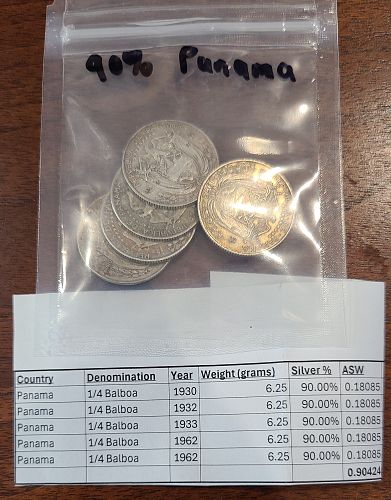 90% Panama
Country Denomination Year Weight (grams) Silver % ASW
Panama 1/4 Balboa 1930 6.25 90.00% 0.18085
Panama 1/4 Balboa 1932 6.25 90.00% 0.18085
Panama 1/4 Balboa 1933 6.25 90.00% 0.18085
Panama 1/4 Balboa 1962 6.25 90.00% 0.18085
Panama 1/4 Balboa 1962 6.25 90.00% 0.18085
0.90424